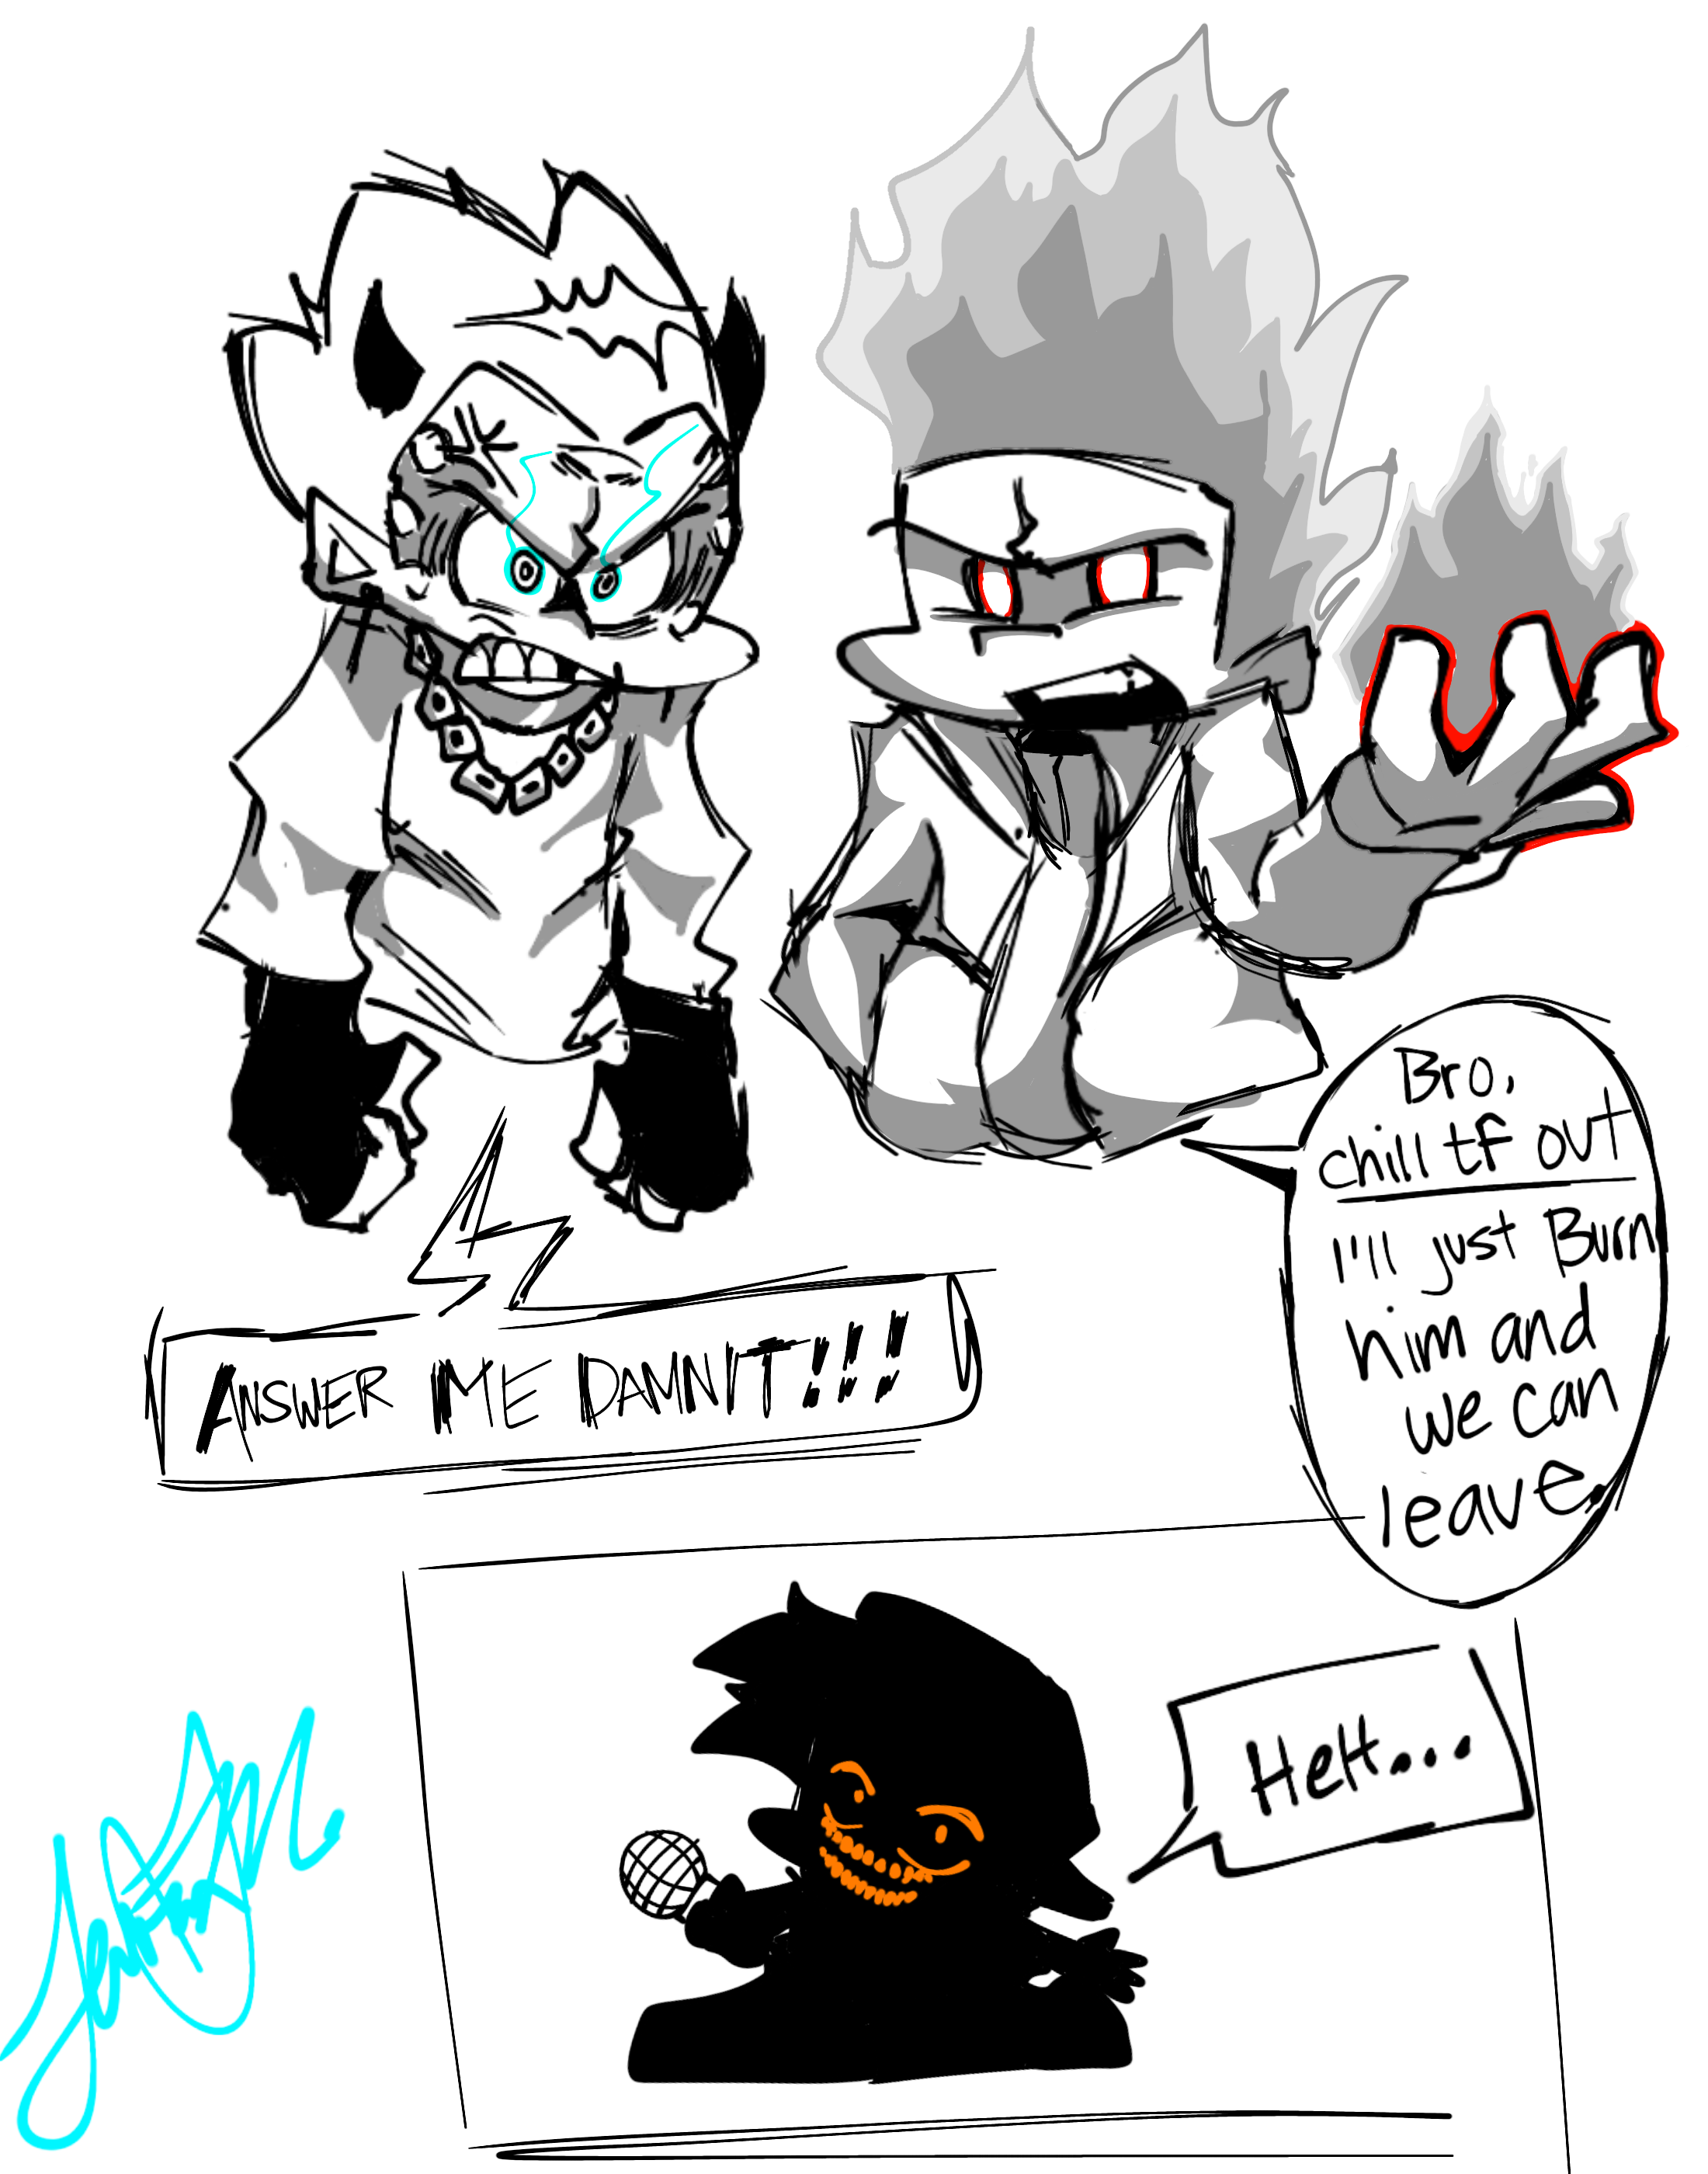 Bro,
chill tf out
I'll just Burn
him and
we can
leave.
ANSWER ME DAMNIT!!!
Heh...